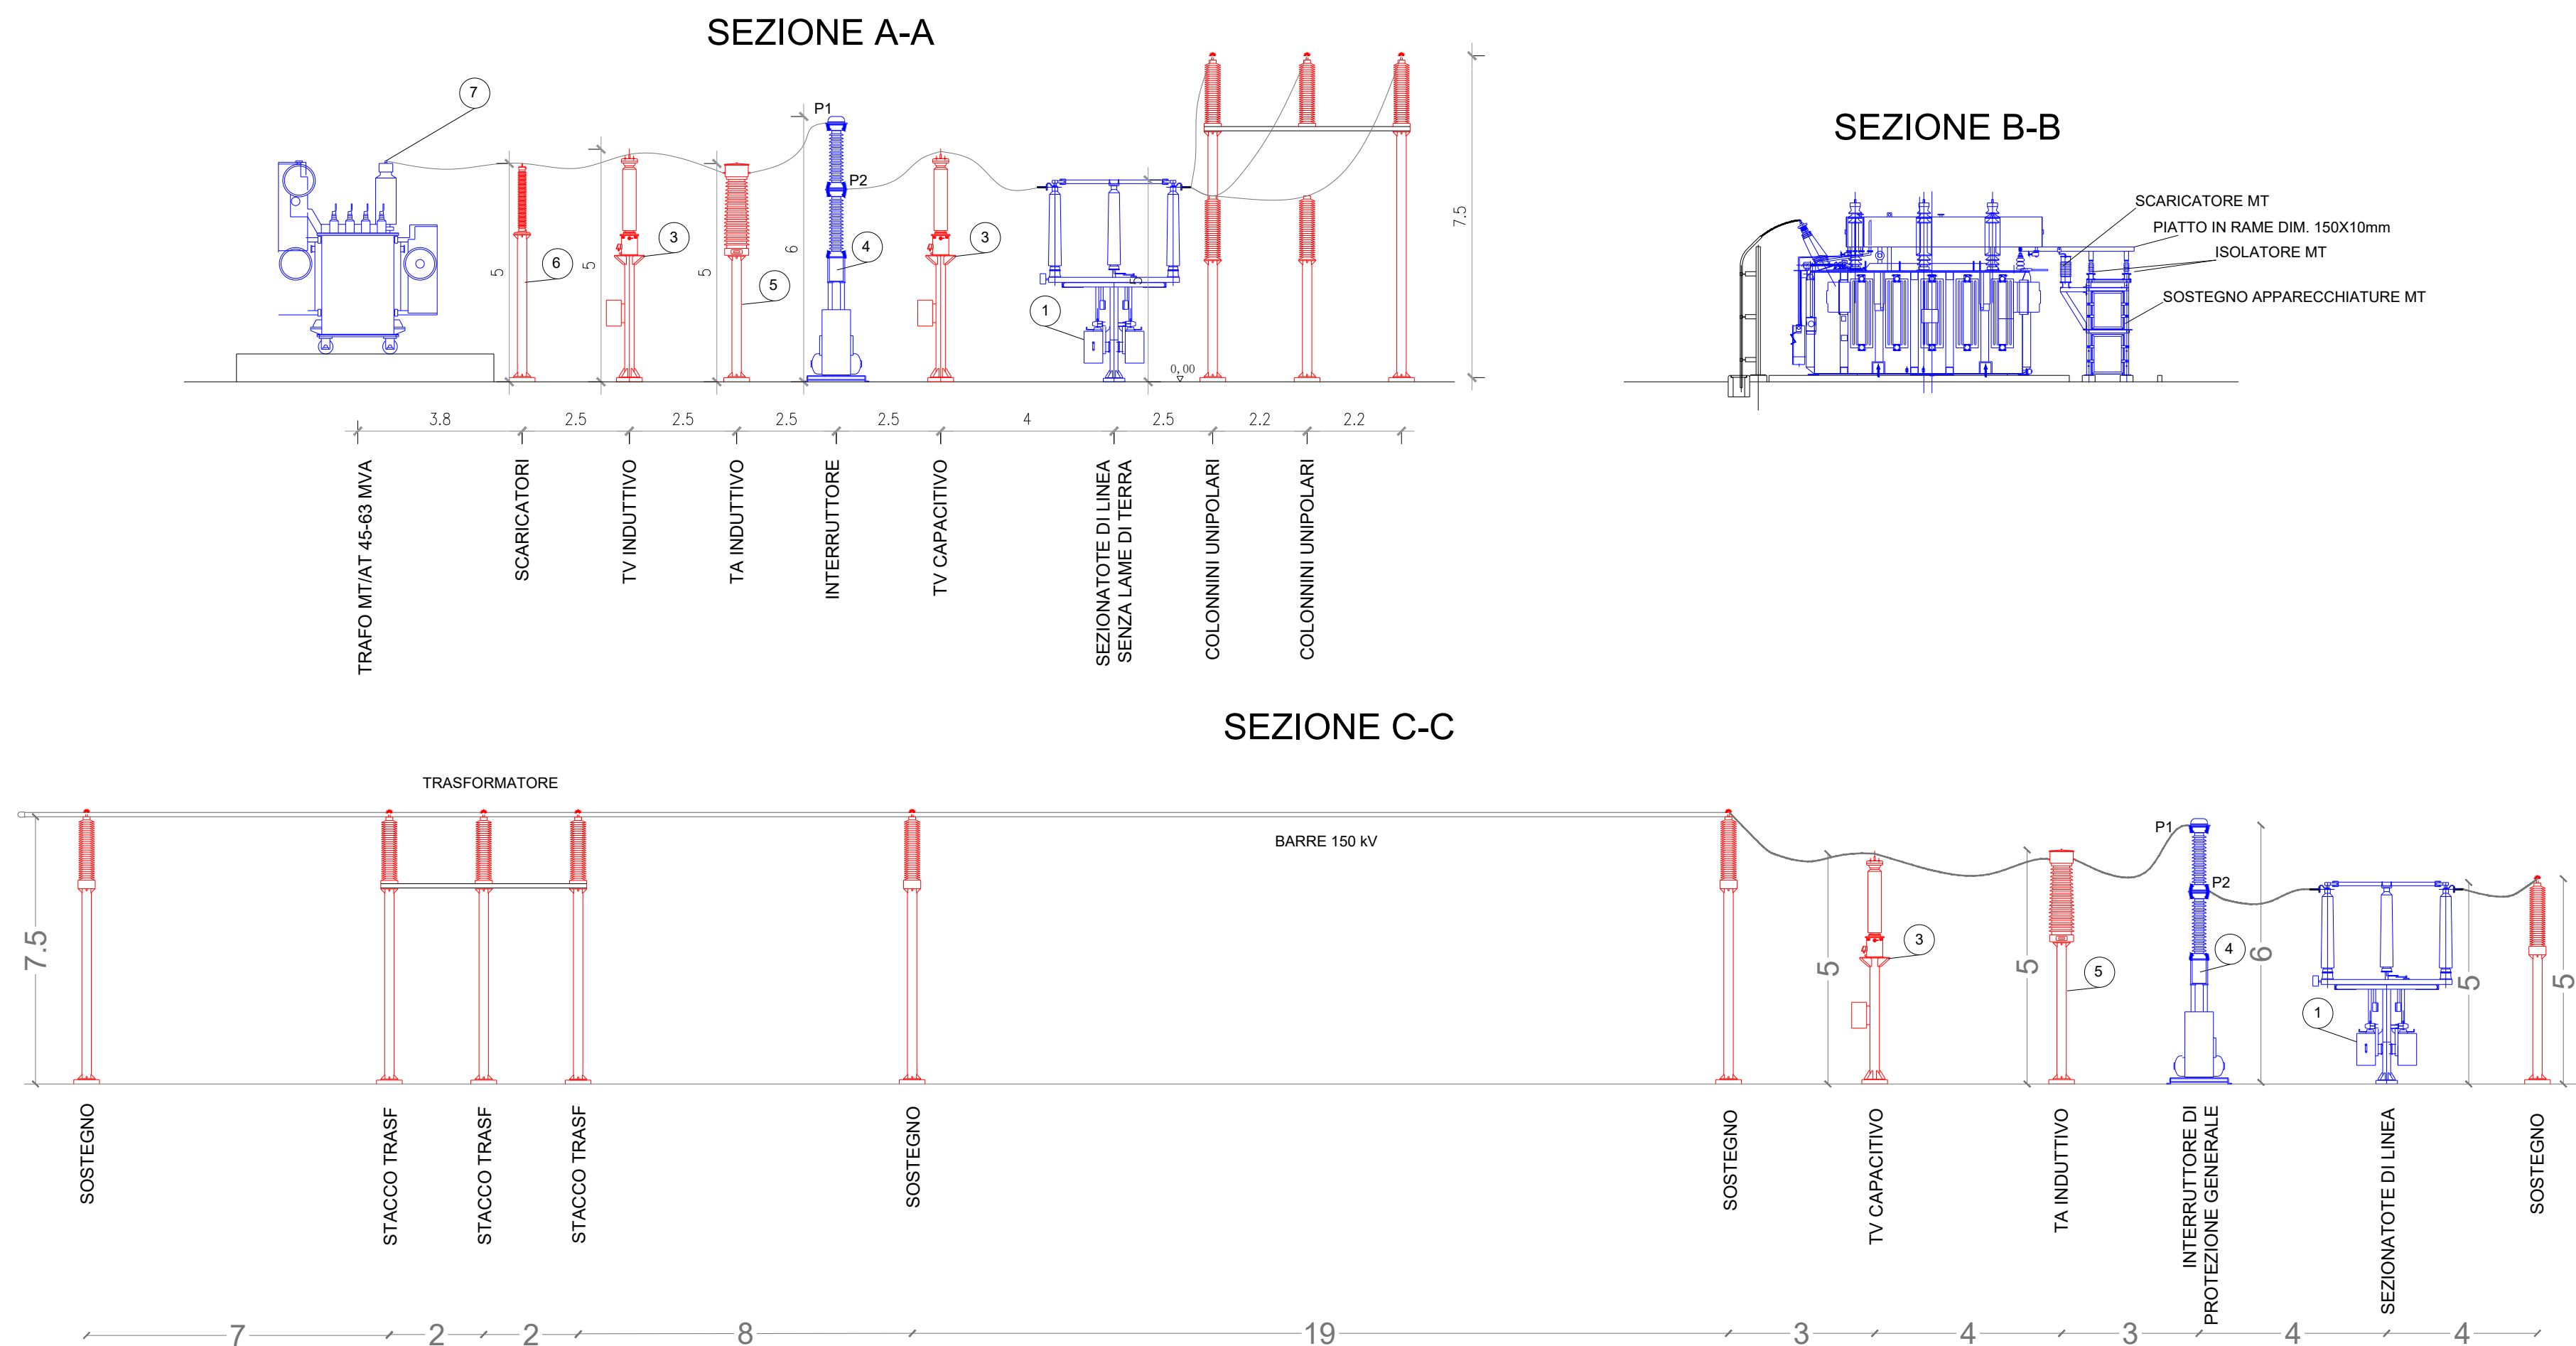 SEZIONE A-A
7
P1
P2
3
4
3
6
5
1
5
5
5
6
5
7.5
0,00
3.8
2.5
2.5
2.5
2.5
4
2.5
2.2
2.2
TRAFO MT/AT 45-63 MVA
SCARICATORI
TV INDUTTIVO
TA INDUTTIVO
INTERRUTTORE
TV CAPACITIVO
SEZIONATOTE DI LINEA
SENZA LAME DI TERRA
COLONNINI UNIPOLARI
COLONNINI UNIPOLARI
SEZIONE B-B
SCARICATORE MT
PIATTO IN RAME DIM. 150X10mm
ISOLATORE MT
SOSTEGNO APPARECCHIATURE MT
SEZIONE C-C
TRASFORMATORE
BARRE 150 kV
P1
P2
3
4
5
1
7.5
5
5
6
5
5
SOSTEGNO
STACCO TRASF
STACCO TRASF
STACCO TRASF
SOSTEGNO
SOSTEGNO
TV CAPACITIVO
TA INDUTTIVO
INTERRUTTORE DI
PROTEZIONE GENERALE
SEZIONATOTE DI LINEA
SOSTEGNO
7
2
2
8
19
3
4
3
4
4